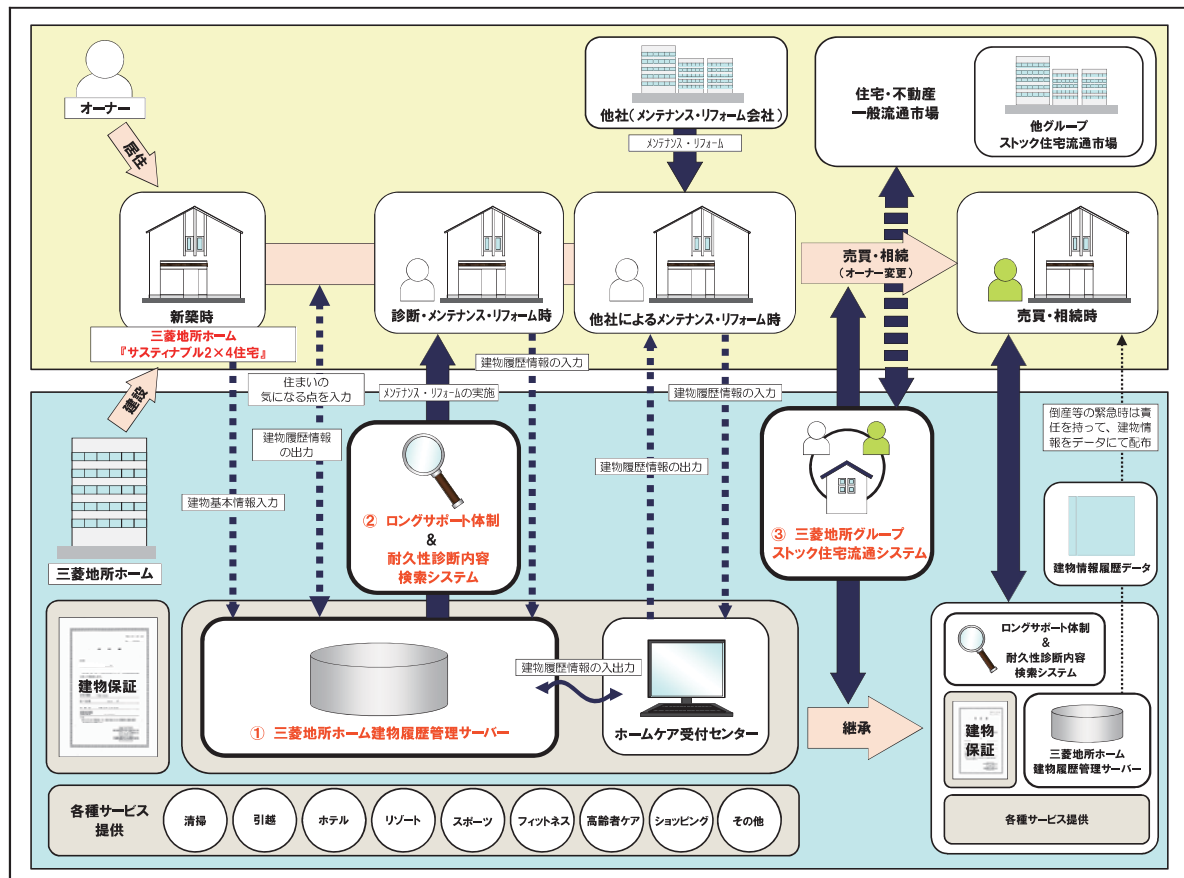 オーナー
居住
他社(メンテナンス・リフォーム会社)
メンテナンス・リフォーム
住宅・不動産
一般流通市場
他グループ
ストック住宅流通市場
新築時
三菱地所ホーム
『サスティナブル2×4住宅』
診断・メンテナンス・リフォーム時
他社によるメンテナンス・リフォーム時
売買・相続
(オーナー変更)
売買・相続時
建設
三菱地所ホーム
住まいの
気になる点を入力
建物履歴情報
の出力
建物基本情報入力
メンテナンス・リフォームの実施
建物履歴情報の入力
建物履歴情報の出力
建物履歴情報の入力
② ロングサポート体制
&
耐久性診断内容
検索システム
③ 三菱地所グループ
ストック住宅流通システム
倒産等の緊急時は責
任を持って、建物情
報をデータにて配布
建物情報履歴データ
建物保証
① 三菱地所ホーム建物履歴管理サーバー
建物履歴情報の入出力
ホームケア受付センター
継承
ロングサポート体制
&
耐久性診断内容
検索システム
建物
保証
三菱地所ホーム
建物履歴管理サーバー
各種サービス提供
各種サービス
提供
清掃
引越
ホテル
リゾート
スポーツ
フィットネス
高齢者ケア
ショッピング
その他